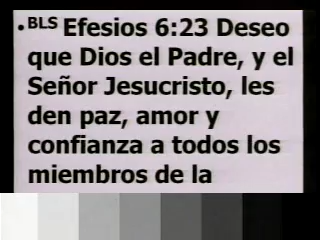 • BLS Efesios 6:23 Deseo
que Dios el Padre, y el
Señor Jesucristo, les
den paz, amor y
confianza a todos los
miembros de la